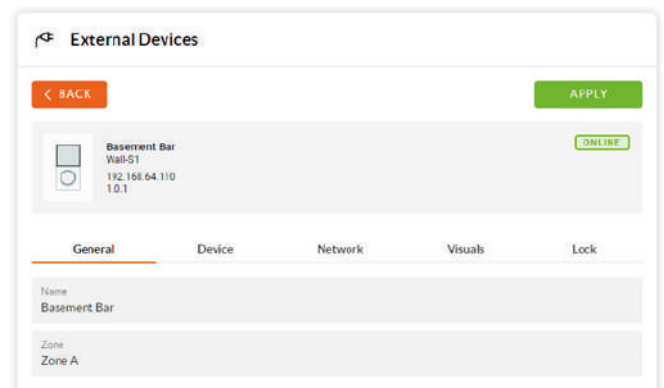 External Devices
BACK
APPLY
Basement Bar
Wall-S1
192.168.64.110
1.0.1
ONLINE
General Device Network Visuals Lock
Name
Basement Bar
Zone
Zone A